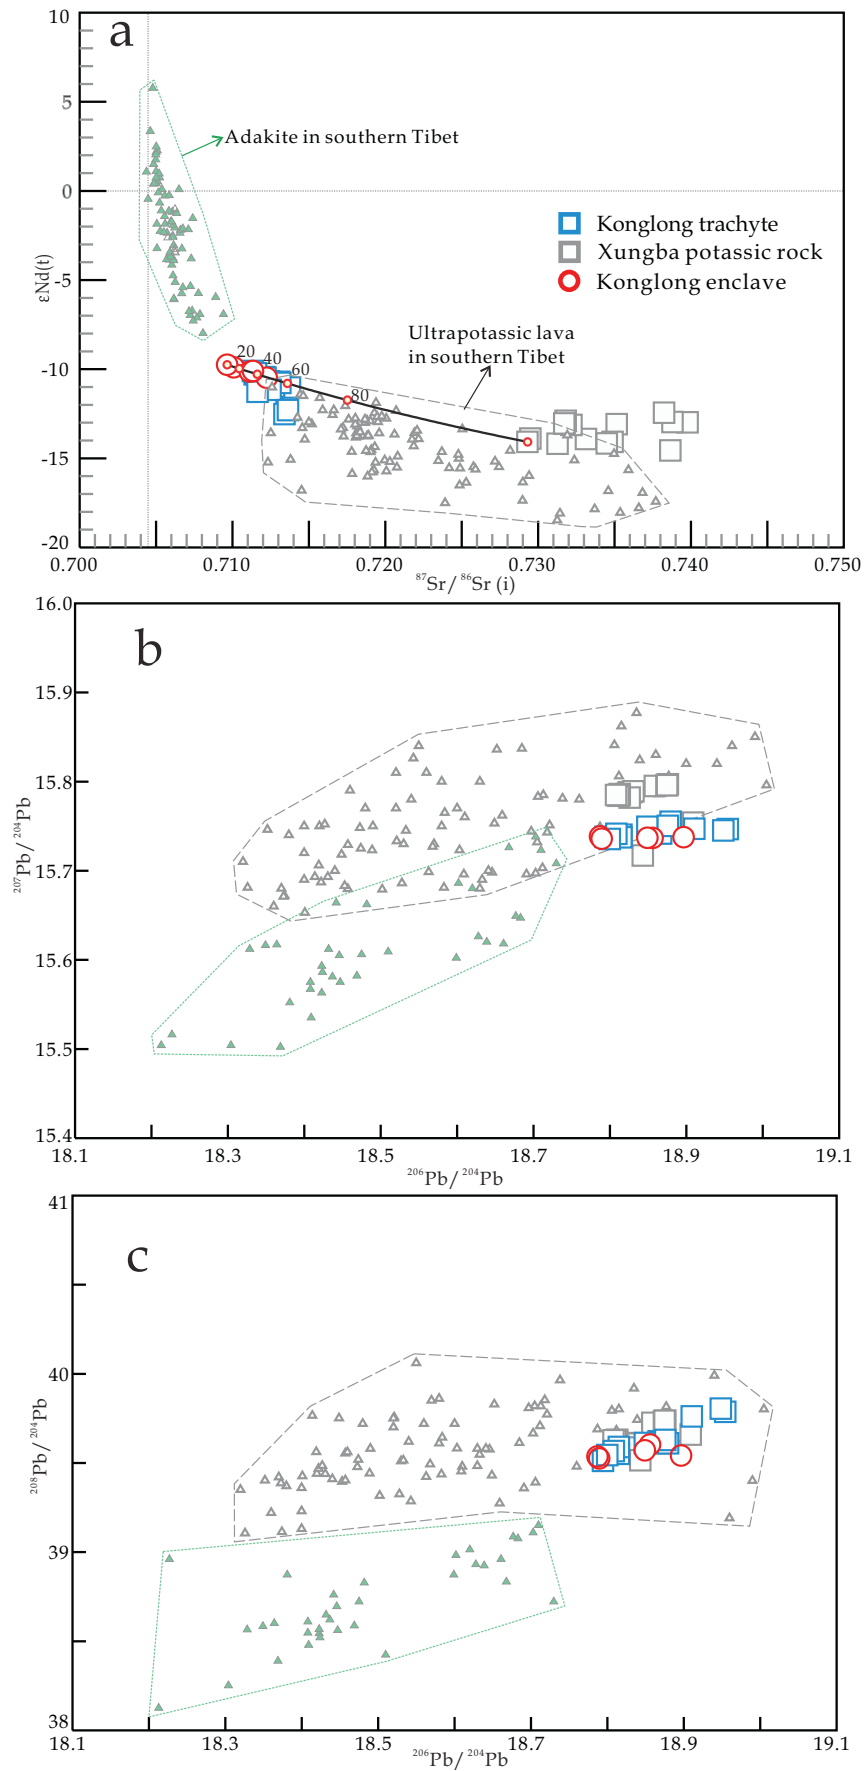 10
a
5
Adakite in southern Tibet
0
Konglong trachyte
Xungba potassic rock
Konglong enclave
εNd(t)
-5
Ultrapotassic lava
in southern Tibet
-10
20
40
60
80
-15
-20
0.700
0.710
0.720
0.730
0.740
0.750
⁸⁷Sr/⁸⁶Sr (i)
16.0
b
15.9
15.8
²⁰⁷Pb/²⁰⁴Pb
15.7
15.6
15.5
15.4
18.1
18.3
18.5
18.7
18.9
19.1
²⁰⁶Pb/²⁰⁴Pb
41
c
40
²⁰⁸Pb/²⁰⁴Pb
39
38
18.1
18.3
18.5
18.7
18.9
19.1
²⁰⁶Pb/²⁰⁴Pb